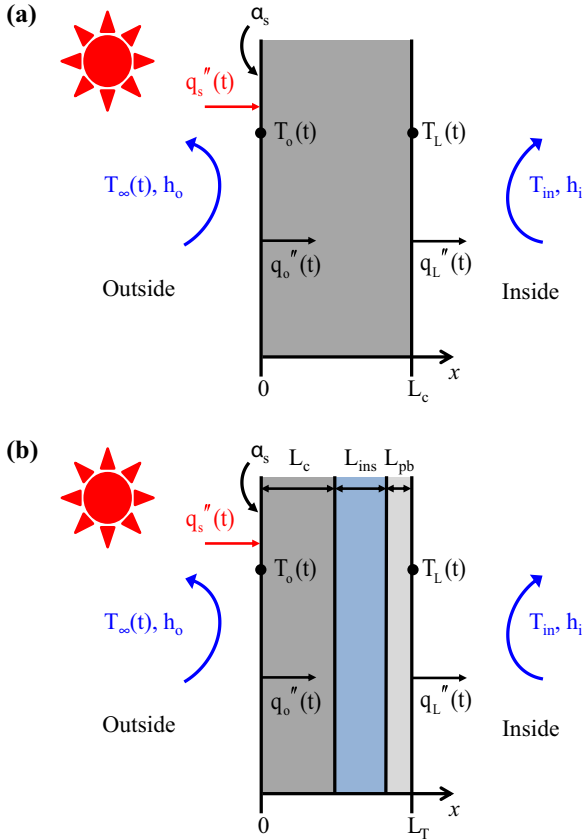 (a)
αs
qs″(t)
To(t)
TL(t)
T∞(t), ho
Tin, hi
qo″(t)
qL″(t)
Outside
Inside
x
0
Lc
(b)
αs
Lc
Lins
Lpb
qs″(t)
To(t)
TL(t)
T∞(t), ho
Tin, hi
qo″(t)
qL″(t)
Outside
Inside
x
0
LT